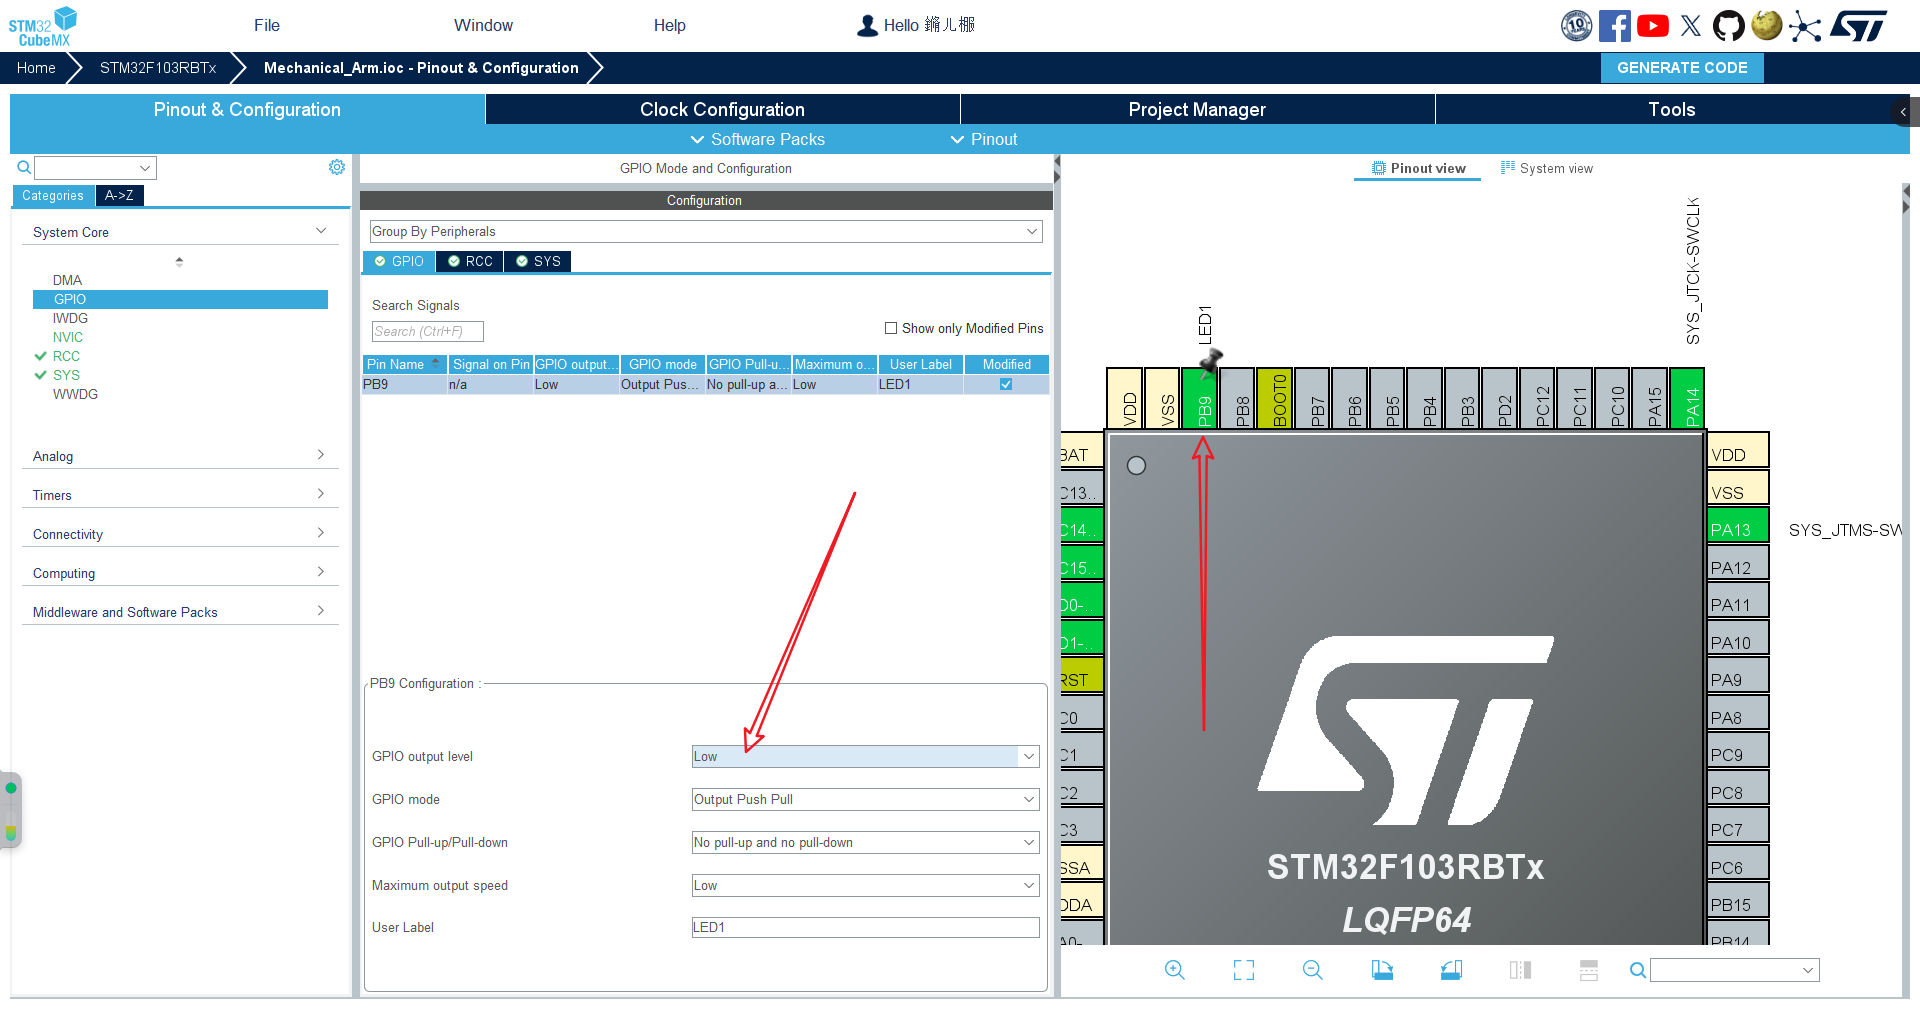 STM32 CubeMX
File
Window
Help
Hello 鏅儿棚
10
ST
Home
STM32F103RBTx
Mechanical_Arm.ioc - Pinout & Configuration
GENERATE CODE
Pinout & Configuration
Clock Configuration
Project Manager
Tools
Software Packs
Pinout
Categories
A->Z
System Core
DMA
GPIO
IWDG
NVIC
RCC
SYS
WWDG
Analog
Timers
Connectivity
Computing
Middleware and Software Packs
GPIO Mode and Configuration
Configuration
Group By Peripherals
GPIO RCC SYS
Search Signals
Search (Ctrl+F)
Show only Modified Pins
Pin Name Signal on Pin GPIO output... GPIO mode GPIO Pull-u... Maximum o... User Label Modified
PB9 n/a Low Output Pus... No pull-up a... Low LED1
PB9 Configuration :
GPIO output level Low
GPIO mode Output Push Pull
GPIO Pull-up/Pull-down No pull-up and no pull-down
Maximum output speed Low
User Label LED1
Pinout view
System view
LED1
SYS_JTCK-SWCLK
VDD
VSS
PB9
PB8
BOOT0
PB7
PB6
PB5
PB4
PB3
PD2
PC12
PC11
PC10
PA15
PA14
BAT
C13..
C14..
C15..
D0-..
D1-..
RST
C0
C1
C2
C3
SSA
DDA
A0-
VDD
VSS
PA13
SYS_JTMS-SW
PA12
PA11
PA10
PA9
PA8
PC9
PC8
PC7
PC6
PB15
PB14
ST
STM32F103RBTx
LQFP64